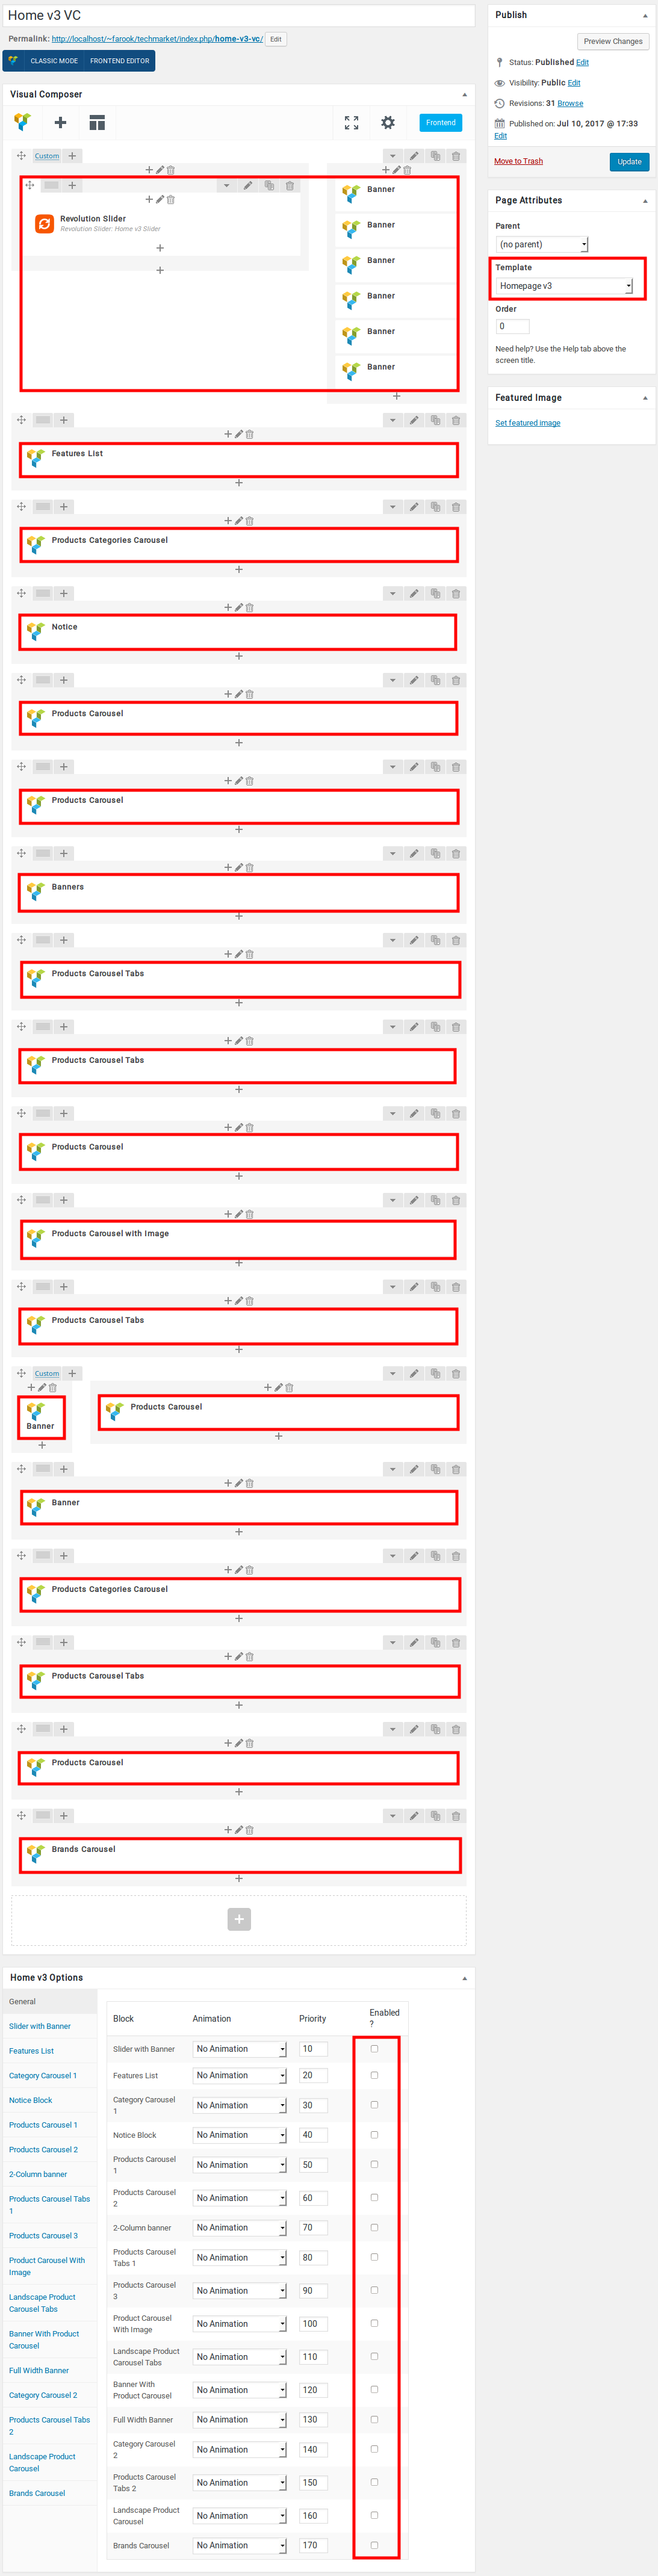 Home v3 VC
Permalink: http://localhost/~farook/techmarket/index.php/home-v3-vc/ Edit
CLASSIC MODE FRONTEND EDITOR
Visual Composer
Frontend
Custom
Revolution Slider
Revolution Slider: Home v3 Slider
Banner
Banner
Banner
Banner
Banner
Banner
Features List
Products Categories Carousel
Notice
Products Carousel
Products Carousel
Banners
Products Carousel Tabs
Products Carousel Tabs
Products Carousel
Products Carousel with Image
Products Carousel Tabs
Custom
Banner
Products Carousel
Banner
Products Categories Carousel
Products Carousel Tabs
Products Carousel
Brands Carousel
Publish
Preview Changes
Status: Published Edit
Visibility: Public Edit
Revisions: 31 Browse
Published on: Jul 10, 2017 @ 17:33
Edit
Move to Trash
Update
Page Attributes
Parent
(no parent)
Template
Homepage v3
Order
0
Need help? Use the Help tab above the
screen title.
Featured Image
Set featured image
Home v3 Options
General
Slider with Banner
Features List
Category Carousel 1
Notice Block
Products Carousel 1
Products Carousel 2
2-Column banner
Products Carousel Tabs
1
Products Carousel 3
Product Carousel With
Image
Landscape Product
Carousel Tabs
Banner With Product
Carousel
Full Width Banner
Category Carousel 2
Products Carousel Tabs
2
Landscape Product
Carousel
Brands Carousel
Block Animation Priority Enabled
?
Slider with Banner No Animation 10
Features List No Animation 20
Category Carousel
1 No Animation 30
Notice Block No Animation 40
Products Carousel
1 No Animation 50
Products Carousel
2 No Animation 60
2-Column banner No Animation 70
Products Carousel
Tabs 1 No Animation 80
Products Carousel
3 No Animation 90
Product Carousel
With Image No Animation 100
Landscape Product
Carousel Tabs No Animation 110
Banner With
Product Carousel No Animation 120
Full Width Banner No Animation 130
Category Carousel
2 No Animation 140
Products Carousel
Tabs 2 No Animation 150
Landscape Product
Carousel No Animation 160
Brands Carousel No Animation 170